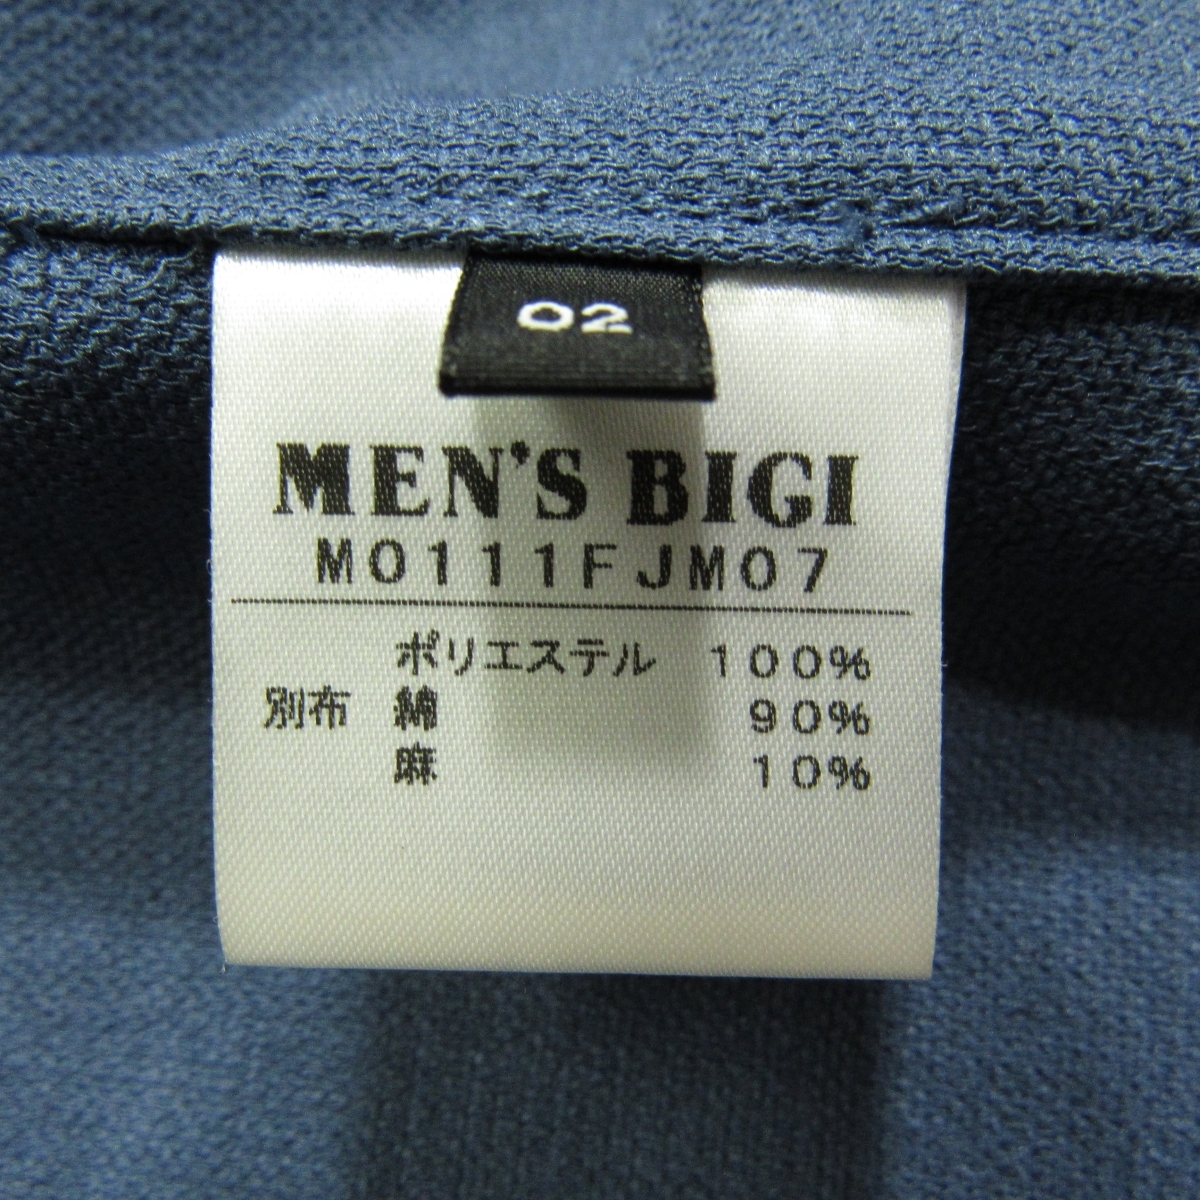 02
MEN'S BIGI
M0111FJM07
ポリエステル 100%
別布 綿 90%
麻 10%